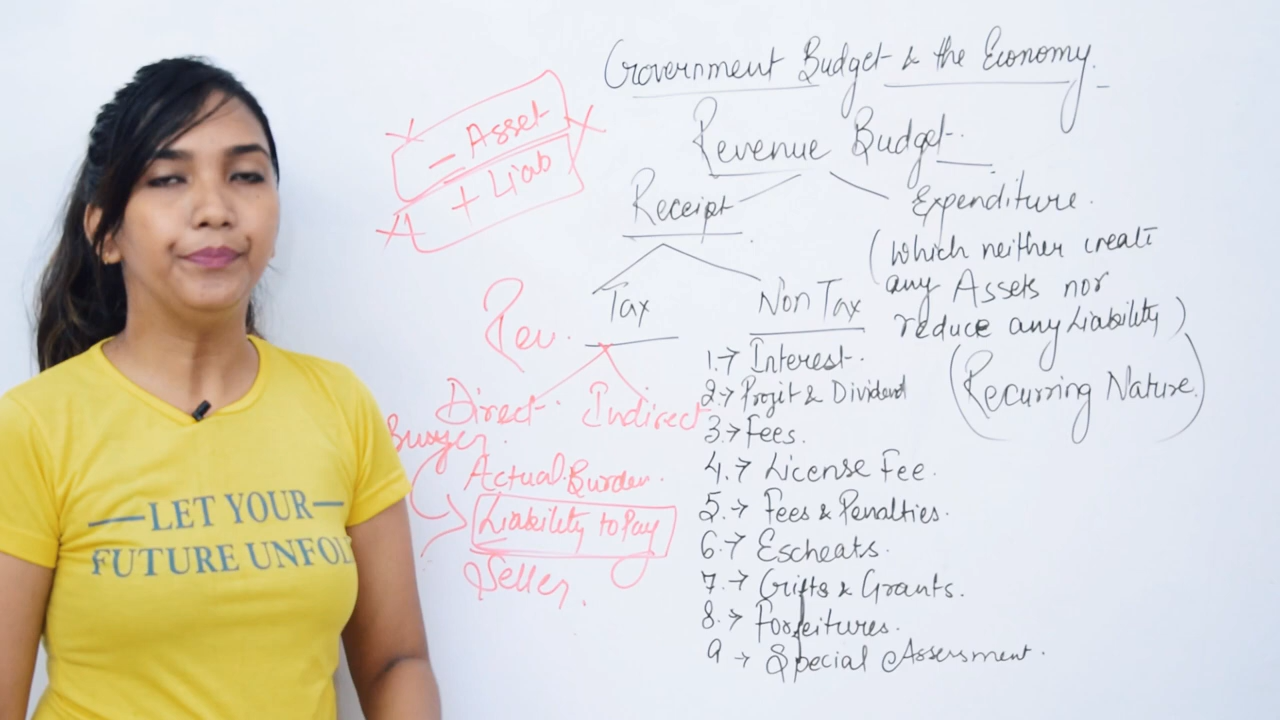 Government Budget & the Economy.
Revenue Budget.
Receipt
Expenditure.
(Which neither create
any Assets nor
reduce any Liability)
(Recurring Nature.)
- Asset
+ Liab
Rev.
Tax
Non Tax
Direct. Indirect
Actual Burden.
Liability to Pay
Seller.
1.→ Interest.
2.→ Profit & Dividend
3.→ Fees.
4.→ License Fee.
5.→ Fees & Penalties.
6.→ Escheats.
7.→ Gifts & Grants.
8.→ Forfeitures.
9 → Special Assessment.
LET YOUR
FUTURE UNFOL